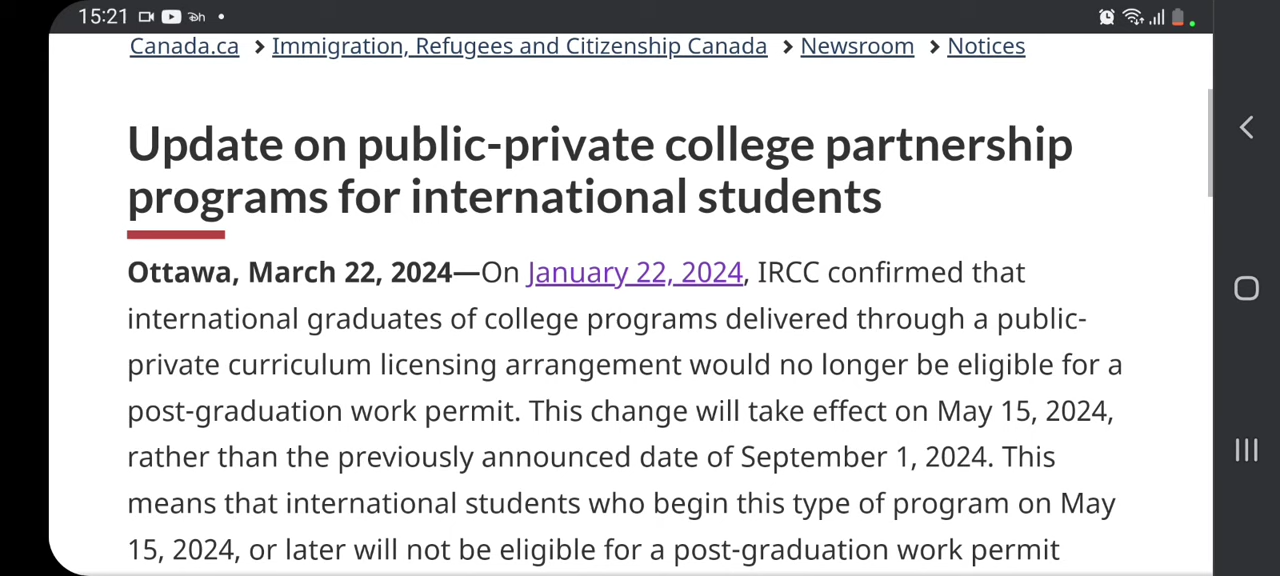 15:21
Canada.ca > Immigration, Refugees and Citizenship Canada > Newsroom > Notices
Update on public-private college partnership
programs for international students
Ottawa, March 22, 2024—On January 22, 2024, IRCC confirmed that
international graduates of college programs delivered through a public-
private curriculum licensing arrangement would no longer be eligible for a
post-graduation work permit. This change will take effect on May 15, 2024,
rather than the previously announced date of September 1, 2024. This
means that international students who begin this type of program on May
15, 2024, or later will not be eligible for a post-graduation work permit